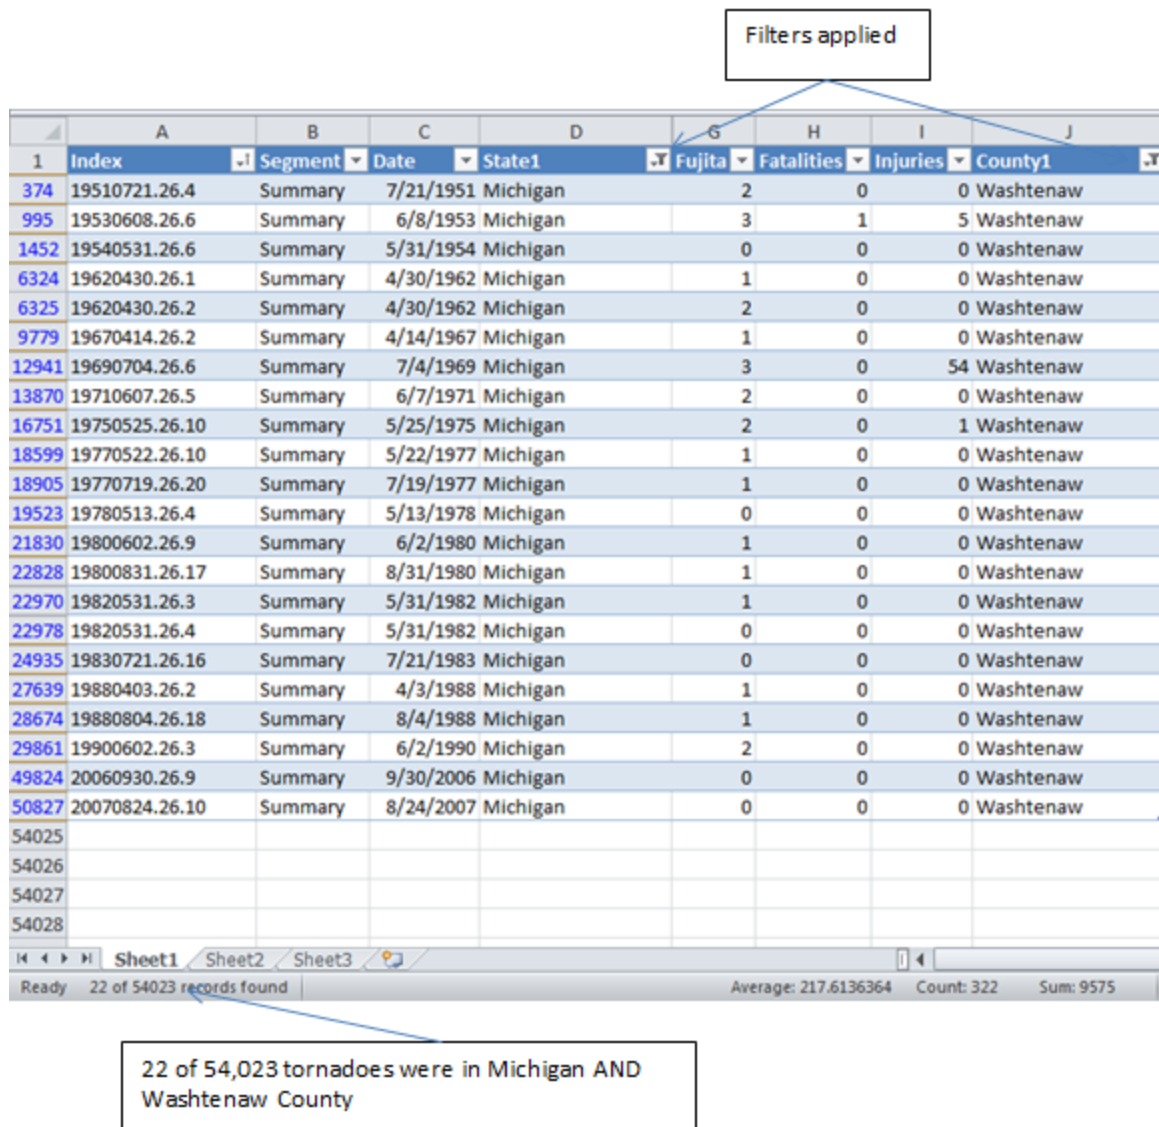 Filters applied
A B C D G H I J
1 Index Segment Date State1 Fujita Fatalities Injuries County1
374 19510721.26.4 Summary 7/21/1951 Michigan 2 0 0 Washtenaw
995 19530608.26.6 Summary 6/8/1953 Michigan 3 1 5 Washtenaw
1452 19540531.26.6 Summary 5/31/1954 Michigan 0 0 0 Washtenaw
6324 19620430.26.1 Summary 4/30/1962 Michigan 1 0 0 Washtenaw
6325 19620430.26.2 Summary 4/30/1962 Michigan 2 0 0 Washtenaw
9779 19670414.26.2 Summary 4/14/1967 Michigan 1 0 0 Washtenaw
12941 19690704.26.6 Summary 7/4/1969 Michigan 3 0 54 Washtenaw
13870 19710607.26.5 Summary 6/7/1971 Michigan 2 0 0 Washtenaw
16751 19750525.26.10 Summary 5/25/1975 Michigan 2 0 1 Washtenaw
18599 19770522.26.10 Summary 5/22/1977 Michigan 1 0 0 Washtenaw
18905 19770719.26.20 Summary 7/19/1977 Michigan 1 0 0 Washtenaw
19523 19780513.26.4 Summary 5/13/1978 Michigan 0 0 0 Washtenaw
21830 19800602.26.9 Summary 6/2/1980 Michigan 1 0 0 Washtenaw
22828 19800831.26.17 Summary 8/31/1980 Michigan 1 0 0 Washtenaw
22970 19820531.26.3 Summary 5/31/1982 Michigan 1 0 0 Washtenaw
22978 19820531.26.4 Summary 5/31/1982 Michigan 0 0 0 Washtenaw
24935 19830721.26.16 Summary 7/21/1983 Michigan 0 0 0 Washtenaw
27639 19880403.26.2 Summary 4/3/1988 Michigan 1 0 0 Washtenaw
28674 19880804.26.18 Summary 8/4/1988 Michigan 1 0 0 Washtenaw
29861 19900602.26.3 Summary 6/2/1990 Michigan 2 0 0 Washtenaw
49824 20060930.26.9 Summary 9/30/2006 Michigan 0 0 0 Washtenaw
50827 20070824.26.10 Summary 8/24/2007 Michigan 0 0 0 Washtenaw
54025
54026
54027
54028
Sheet1 Sheet2 Sheet3
Ready 22 of 54023 records found Average: 217.6136364 Count: 322 Sum: 9575
22 of 54,023 tornadoes were in Michigan AND
Washtenaw County